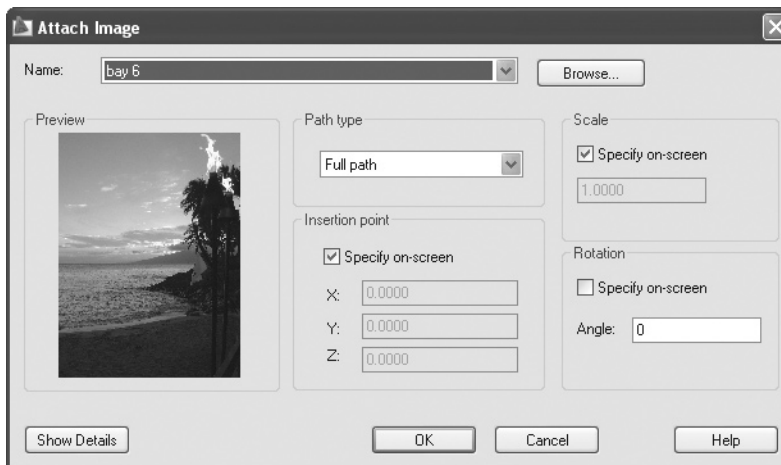 Attach Image
Name: bay 6 Browse...
Preview
Path type
Full path
Insertion point
Specify on-screen
X: 0.0000
Y: 0.0000
Z: 0.0000
Scale
Specify on-screen
1.0000
Rotation
Specify on-screen
Angle: 0
Show Details OK Cancel Help